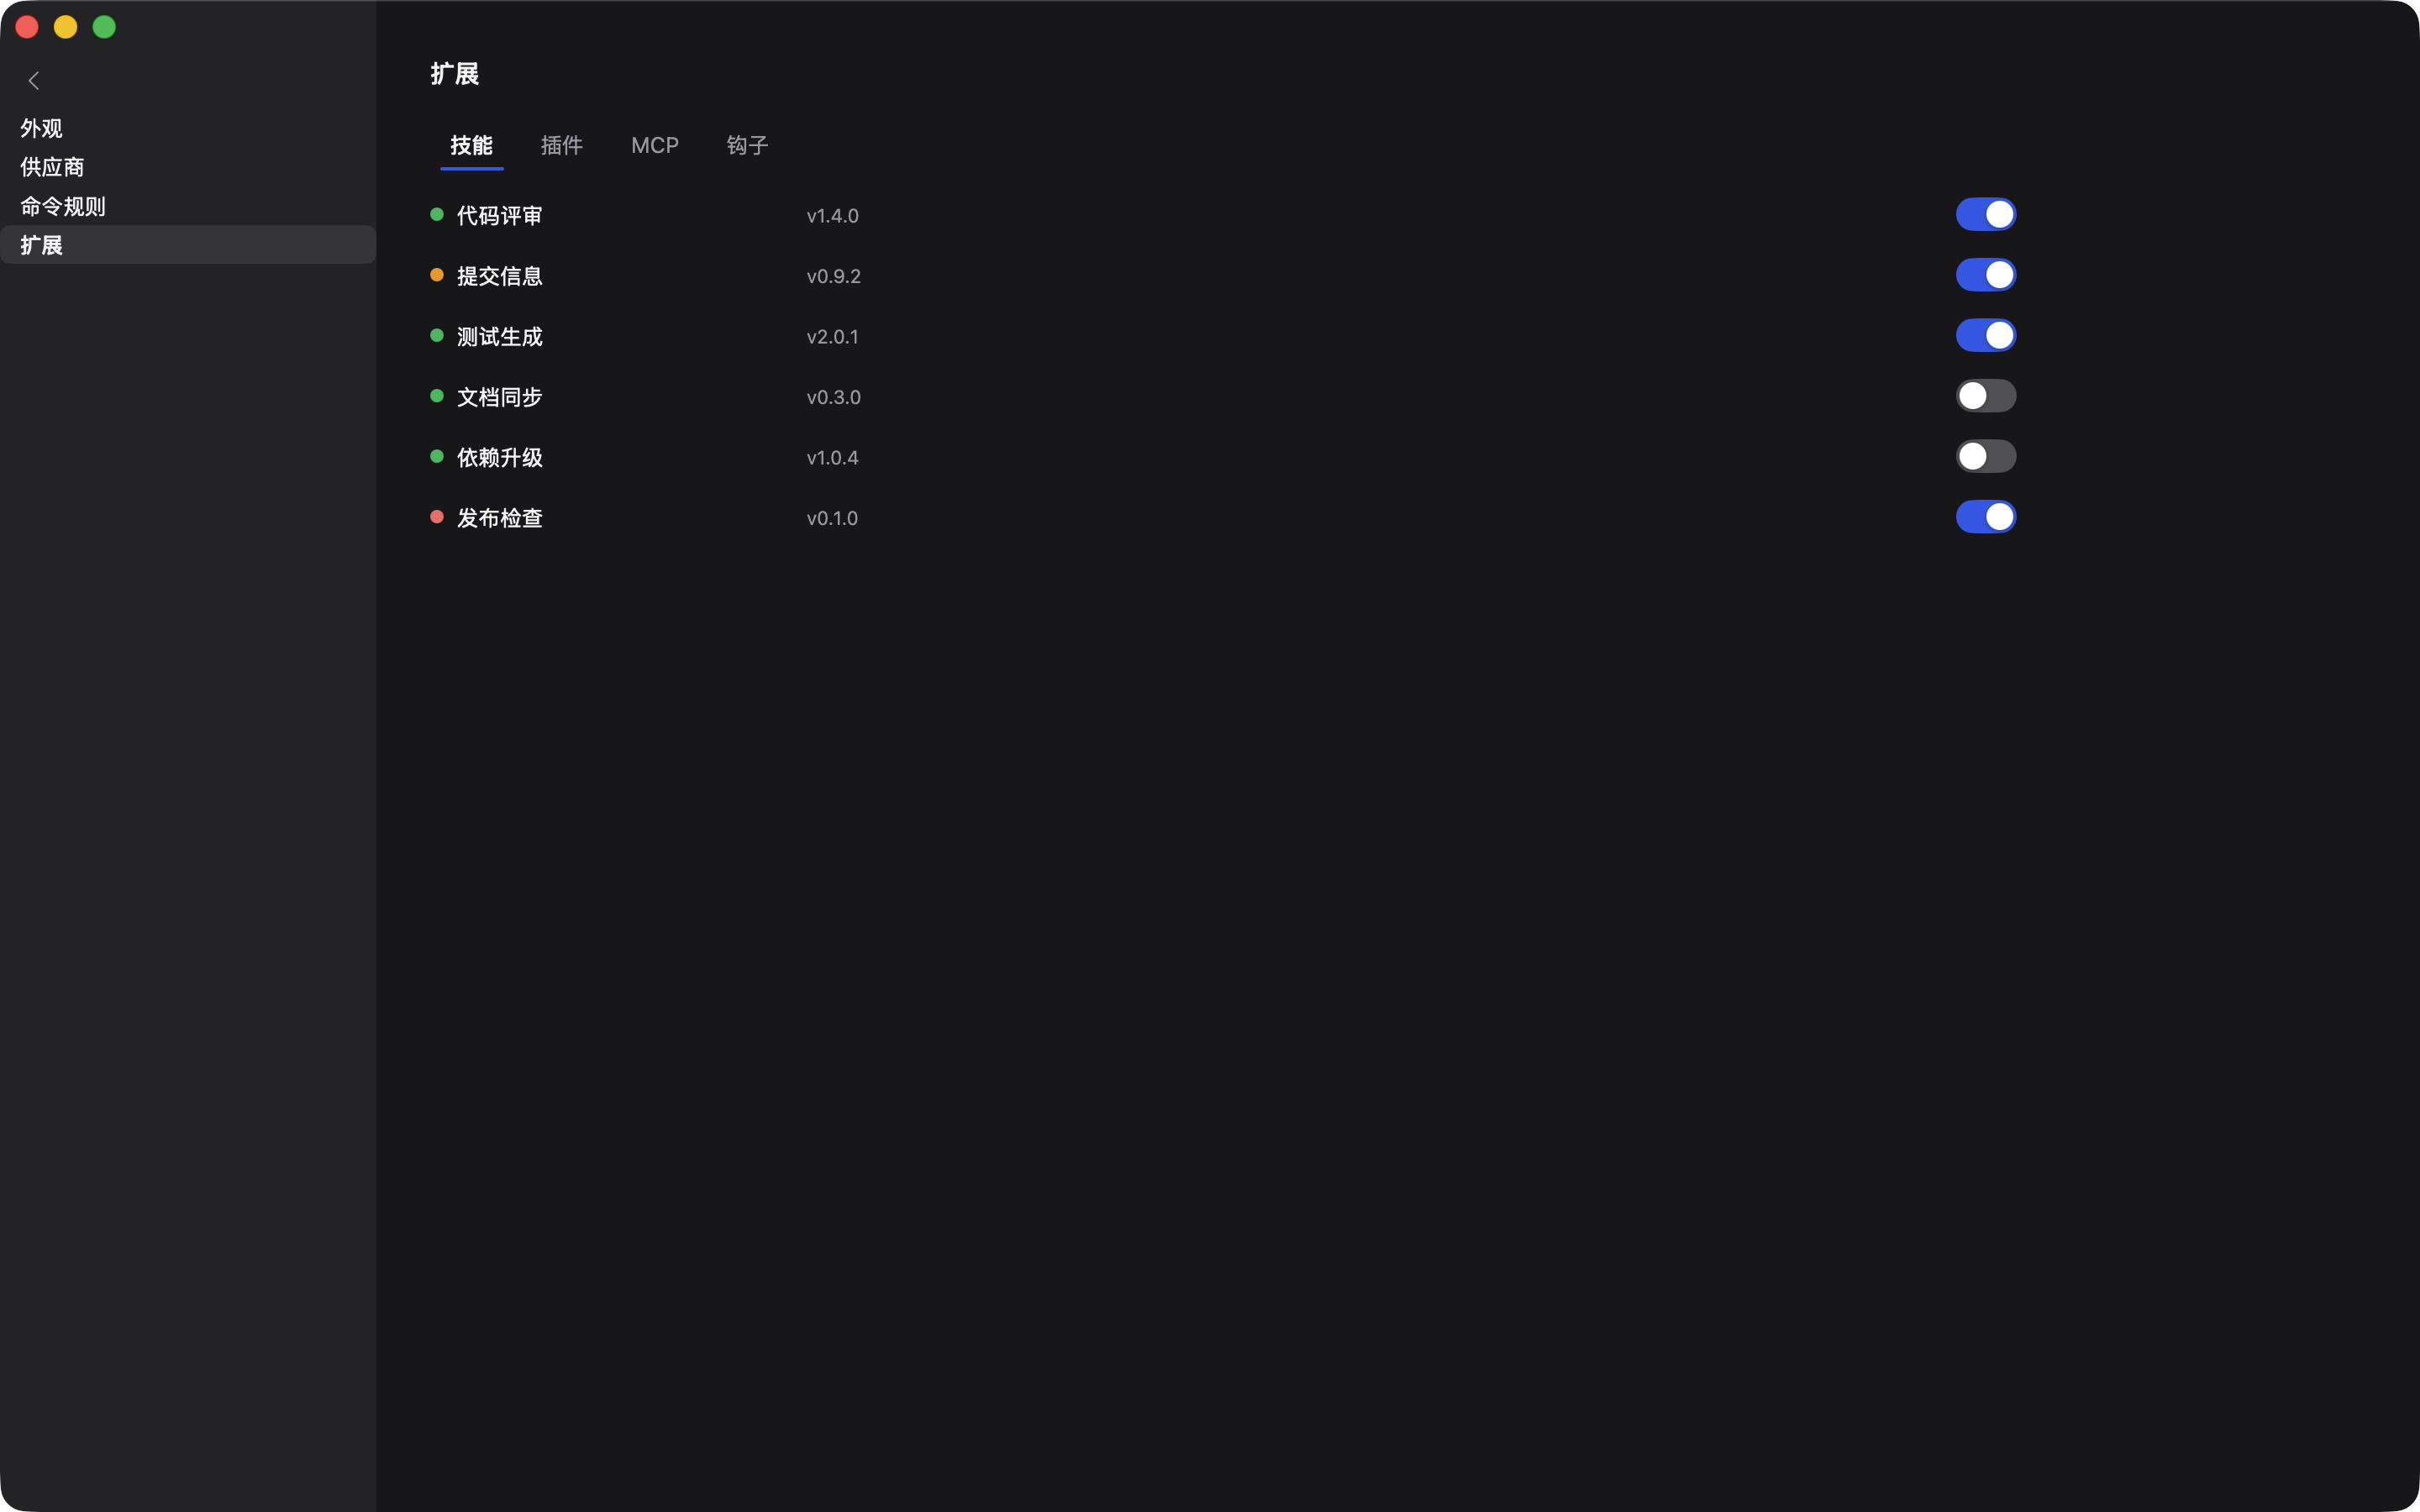 外观
供应商
命令规则
扩展
扩展
技能 插件 MCP 钩子
代码评审 v1.4.0
提交信息 v0.9.2
测试生成 v2.0.1
文档同步 v0.3.0
依赖升级 v1.0.4
发布检查 v0.1.0